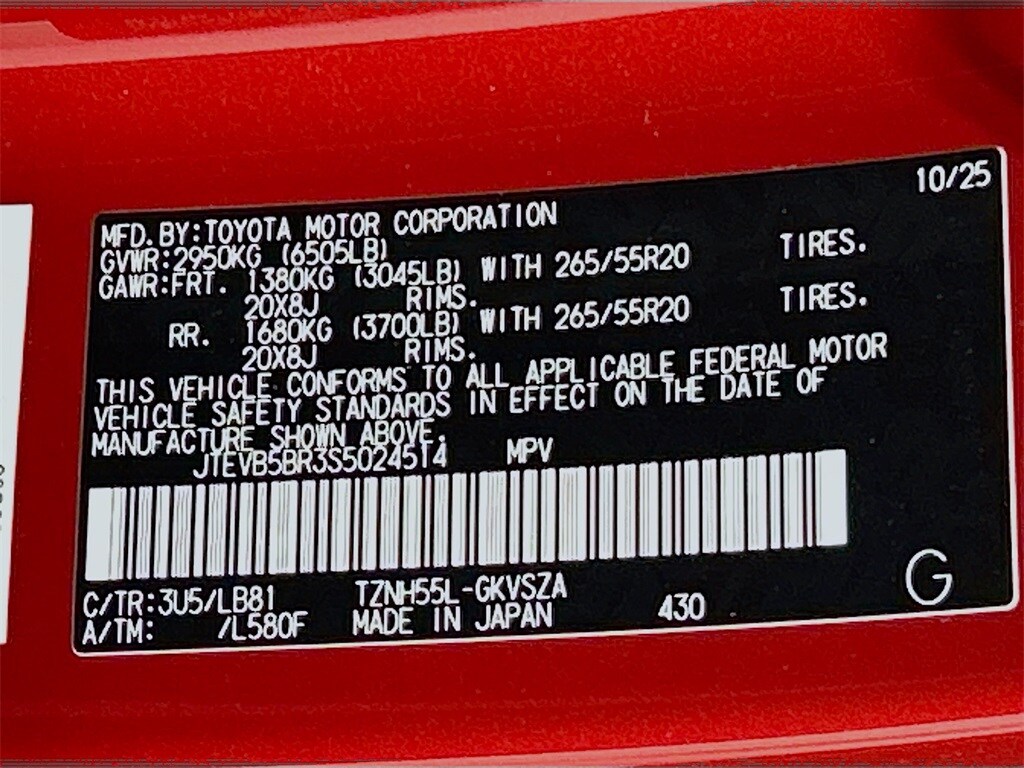 10/25
MFD. BY:TOYOTA MOTOR CORPORATION
GVWR:2950KG (6505LB)
GAWR:FRT. 1380KG (3045LB) WITH 265/55R20 TIRES.
20X8J RIMS.
RR. 1680KG (3700LB) WITH 265/55R20 TIRES.
20X8J RIMS.
THIS VEHICLE CONFORMS TO ALL APPLICABLE FEDERAL MOTOR
VEHICLE SAFETY STANDARDS IN EFFECT ON THE DATE OF
MANUFACTURE SHOWN ABOVE.
JTEVB5BR3S5024514 MPV
C/TR:3U5/LB81 TZNH55L-GKVSZA
A/TM: /L580F MADE IN JAPAN 430
G